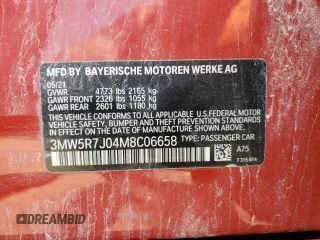 MFD BY BAYERISCHE MOTOREN WERKE AG
05/21
GVWR 4773 lbs 2165 kg
GAWR FRONT 2326 lbs 1055 kg
GAWR REAR 2601 lbs 1180 kg
THIS VEHICLE CONFORMS TO ALL APPLICABLE FEDERAL MOTOR VEHICLE SAFETY, BUMPER, AND THEFT PREVENTION STANDARDS IN EFFECT ON THE DATE OF MANUFACTURE SHOWN ABOVE.
3MW5R7J04M8C06658 TYPE: PASSENGER CAR
A75
AUTOBIDCAR.COM